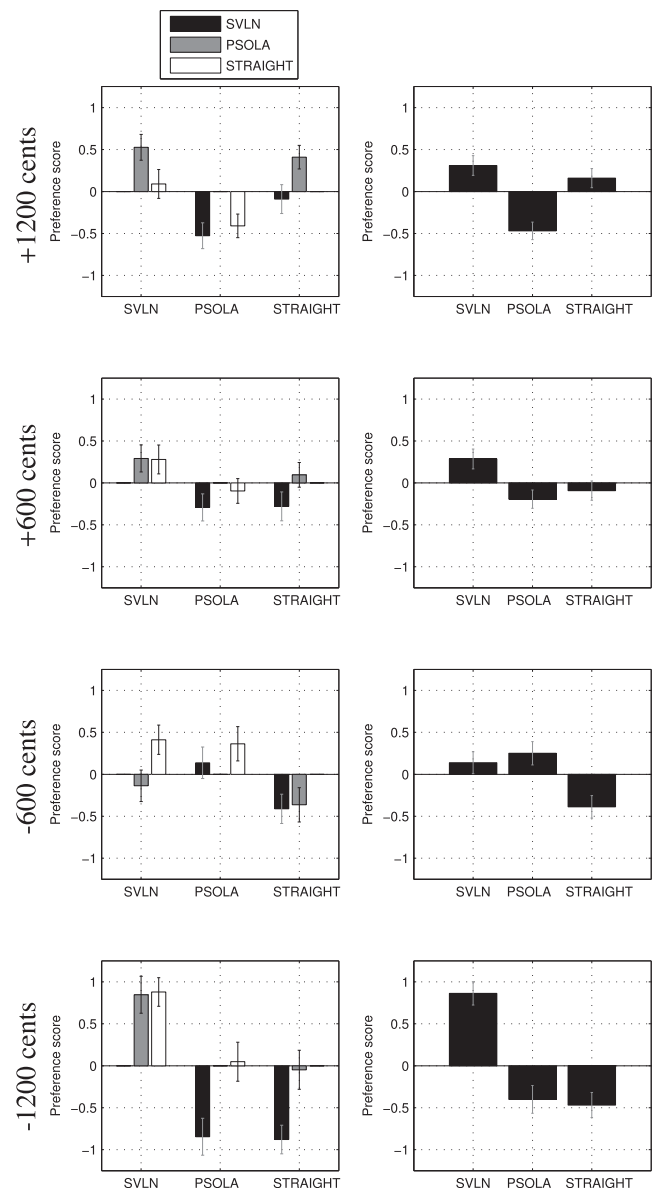 SVLN
PSOLA
STRAIGHT
+1200 cents
Preference score
1
0.5
0
−0.5
−1
SVLN PSOLA STRAIGHT
Preference score
1
0.5
0
−0.5
−1
SVLN PSOLA STRAIGHT
+600 cents
Preference score
1
0.5
0
−0.5
−1
SVLN PSOLA STRAIGHT
Preference score
1
0.5
0
−0.5
−1
SVLN PSOLA STRAIGHT
-600 cents
Preference score
1
0.5
0
−0.5
−1
SVLN PSOLA STRAIGHT
Preference score
1
0.5
0
−0.5
−1
SVLN PSOLA STRAIGHT
-1200 cents
Preference score
1
0.5
0
−0.5
−1
SVLN PSOLA STRAIGHT
Preference score
1
0.5
0
−0.5
−1
SVLN PSOLA STRAIGHT